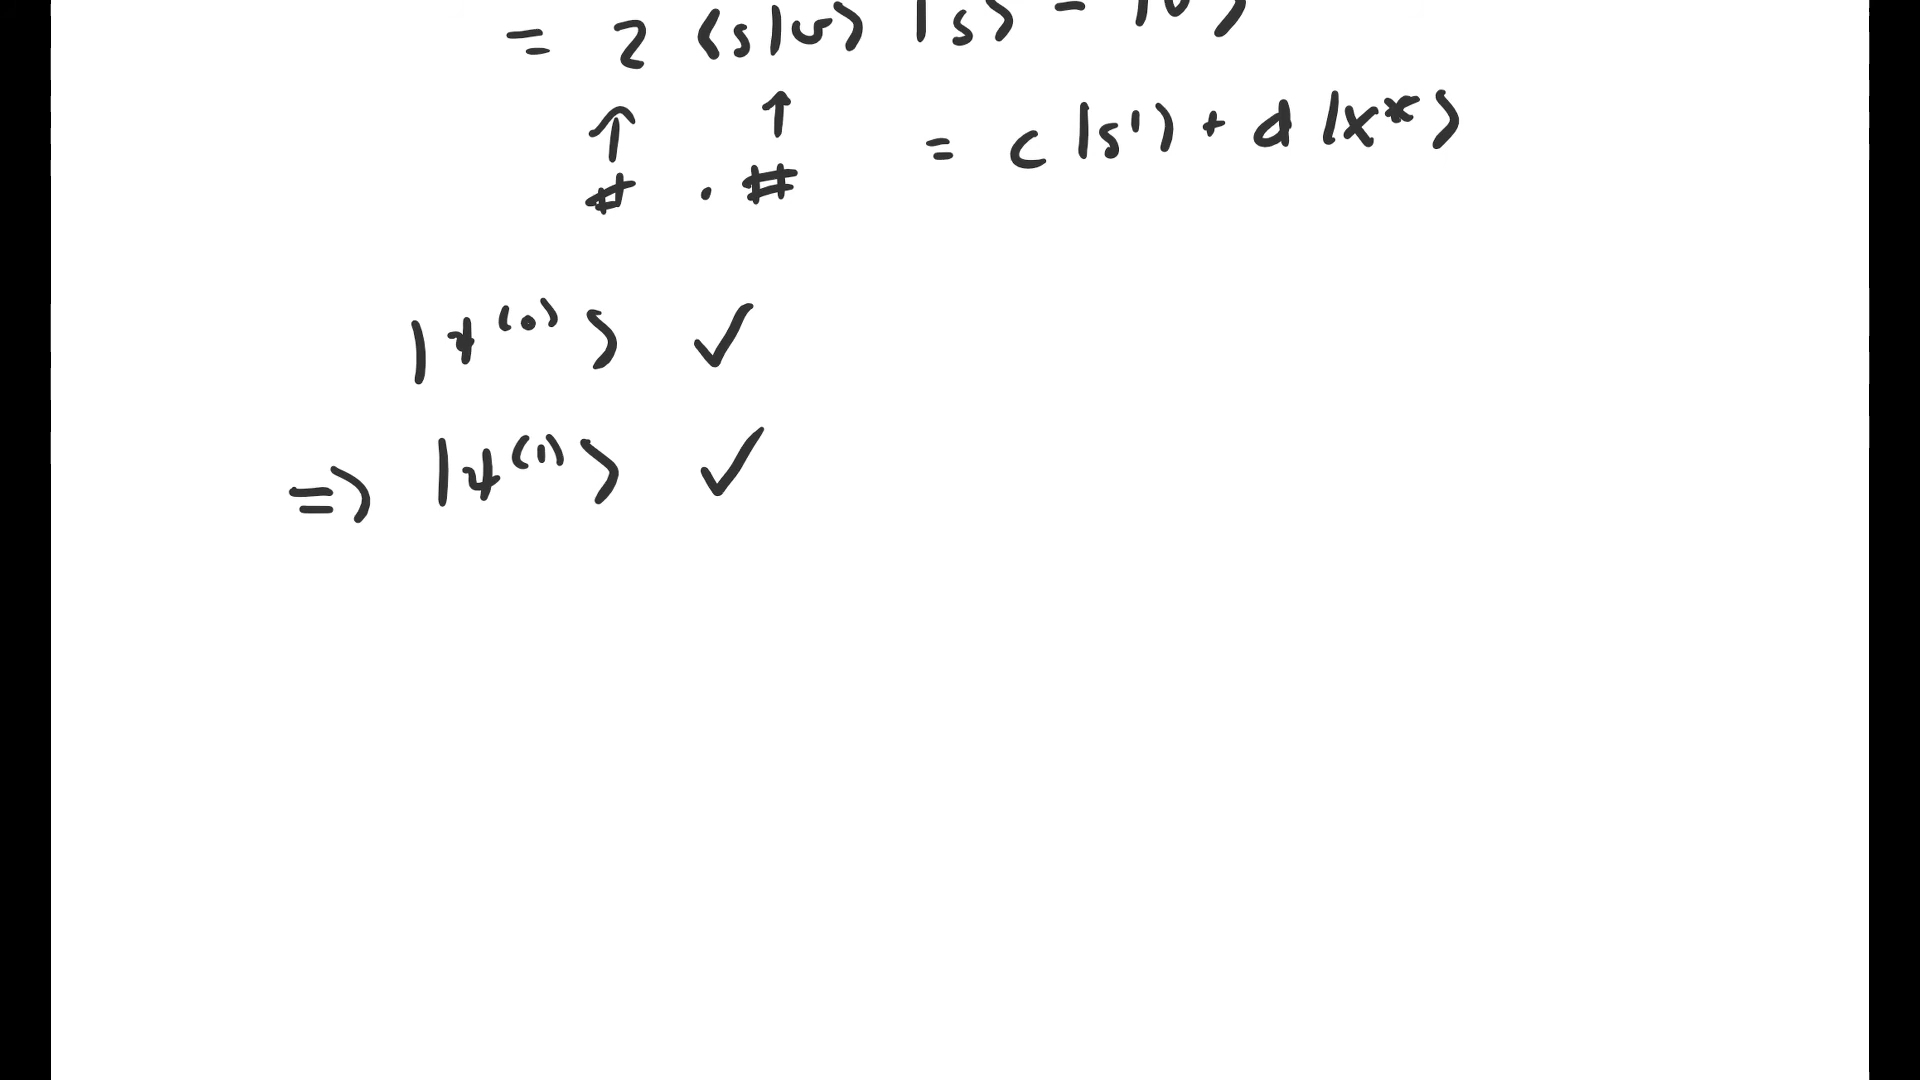 = 2 ⟨s|v⟩ |s⟩ - |v⟩
↑ ↑
# . # = c |s'⟩ + d |x*⟩
|ψ⁽⁰⁾⟩ ✓
=> |ψ⁽¹⁾⟩ ✓